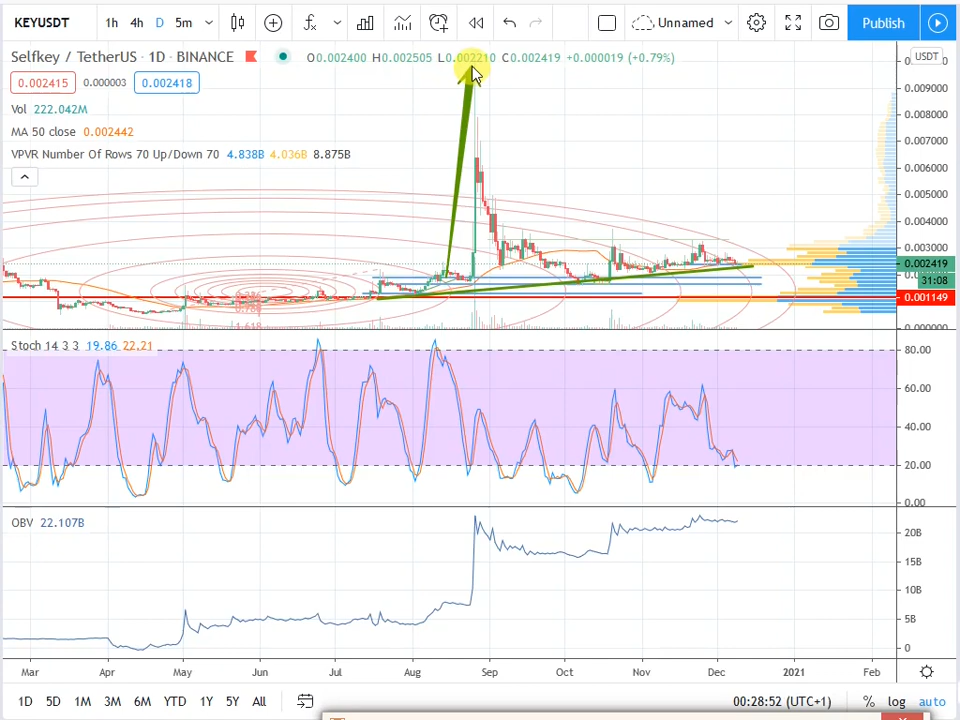 KEYUSDT 1h 4h D 5m Unnamed Publish
Selfkey / TetherUS · 1D · BINANCE O0.002400 H0.002505 L0.002210 C0.002419 +0.000019 (+0.79%) USDT
0.002415 0.000003 0.002418
0.009000
Vol 222.042M
0.008000
MA 50 close 0.002442
0.007000
VPVR Number Of Rows 70 Up/Down 70 4.838B 4.036B 8.875B
0.006000
0.005000
0.004000
0.003000
0.002419
31:08
0.001149
1.618
0.000000
Stoch 14 3 3 19.86 22.21
80.00
60.00
40.00
20.00
0.00
OBV 22.107B
20B
15B
10B
5B
0
Mar Apr May Jun Jul Aug Sep Oct Nov Dec 2021 Feb
1D 5D 1M 3M 6M YTD 1Y 5Y All 00:28:52 (UTC+1) % log auto